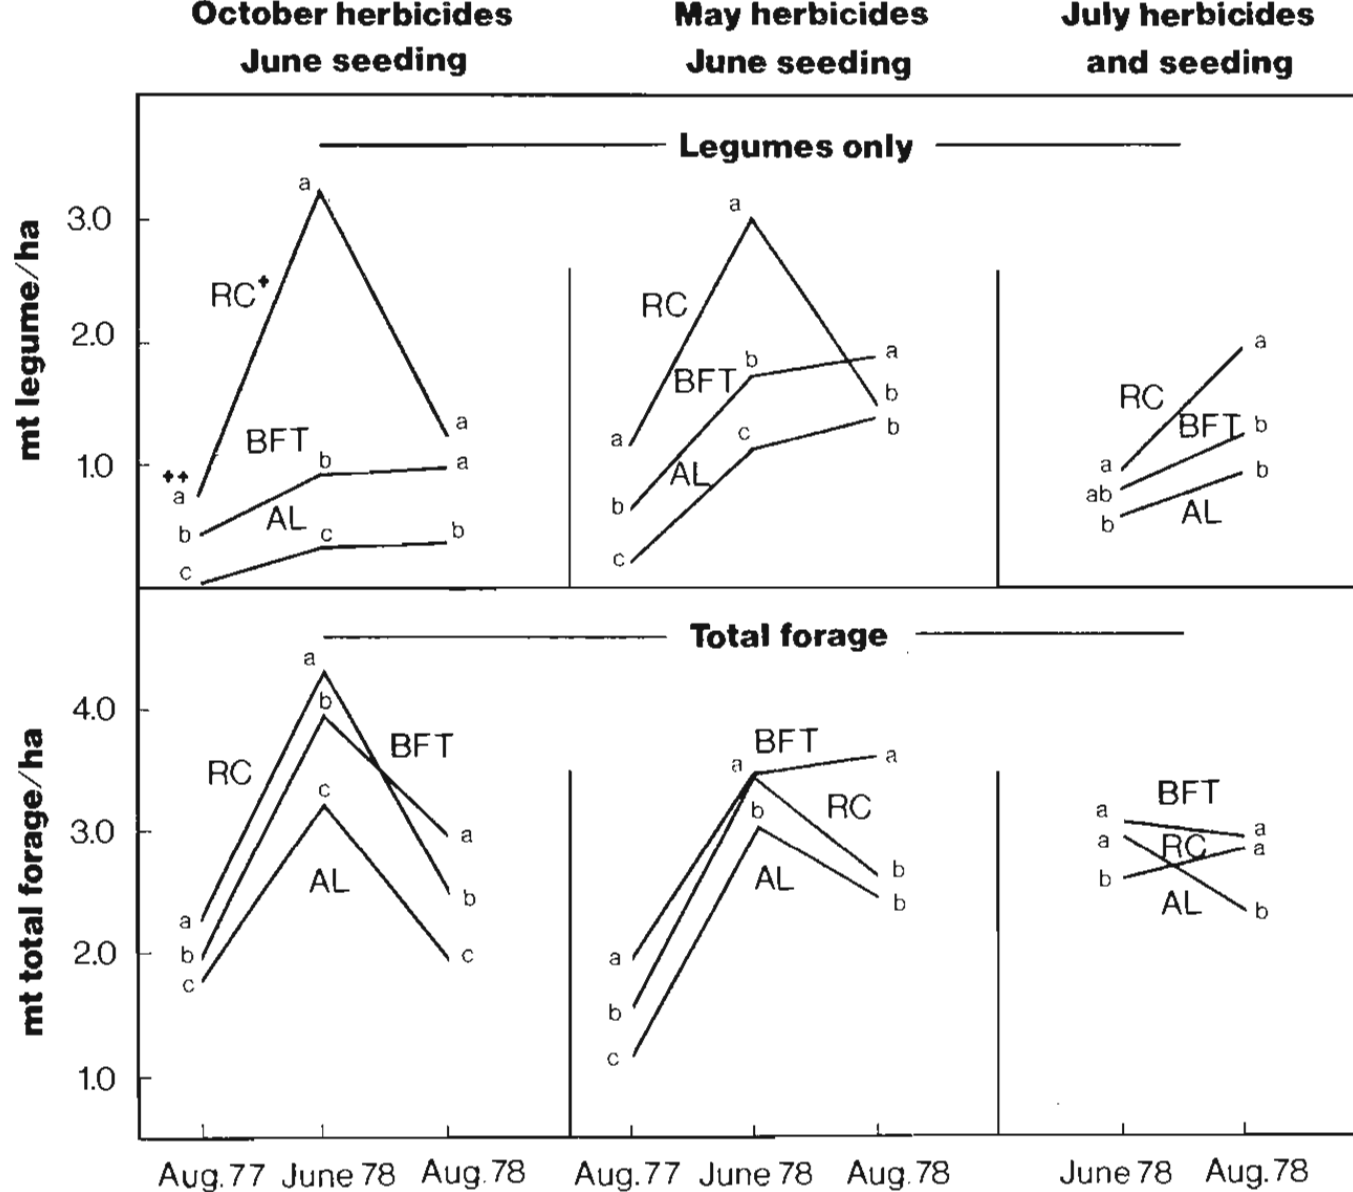 October herbicides
June seeding
May herbicides
June seeding
July herbicides
and seeding
Legumes only
mt legume/ha
3.0
2.0
1.0
a
RC+
++
a
BFT
b
a
a
b
AL
c
b
c
a
RC
b
a
BFT
b
a
c
b
AL
b
c
a
RC
BFT
b
a
ab
b
b
AL
Total forage
mt total forage/ha
4.0
3.0
2.0
1.0
a
b
BFT
RC
c
a
AL
b
a
b
c
c
BFT
a
a
RC
b
AL
b
b
a
b
c
BFT
a
a
a
RC
a
b
AL
b
Aug.77
June 78
Aug.78
Aug.77
June 78
Aug.78
June 78
Aug.78